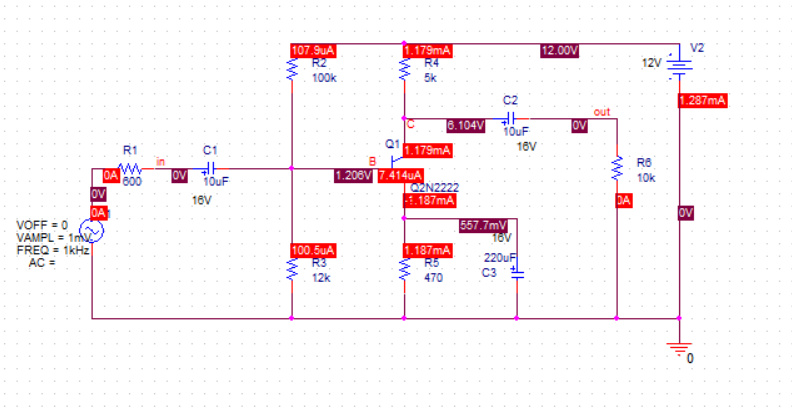 107.9uA
R2
100k
1.179mA
R4
5k
12.00V
V2
12V
1.287mA
C2
out
C
6.104V
10uF
0V
16V
Q1
1.179mA
R1
in
C1
B
0A
600
0V
10uF
1.206V
7.414uA
R6
10k
0V
16V
Q2N2222
-1.187mA
0A
0A
0V
557.7mV
16V
VOFF = 0
VAMPL = 1mV
FREQ = 1kHz
AC =
100.5uA
R3
12k
1.187mA
R5
470
220uF
C3
0